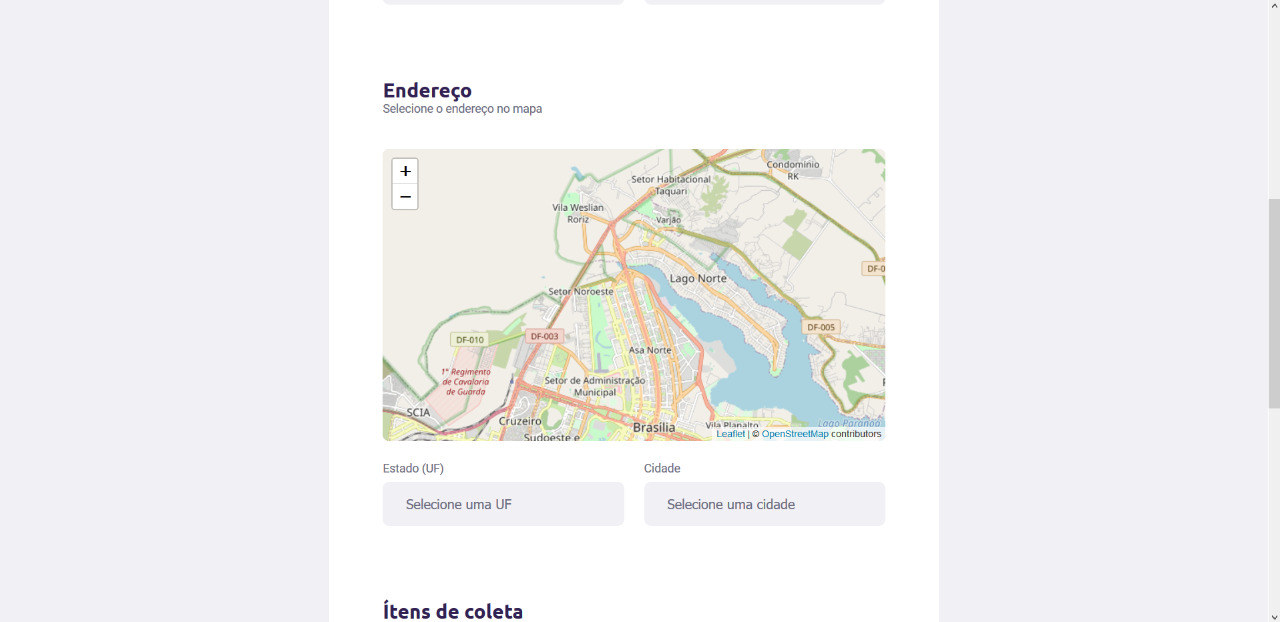 Endereço
Selecione o endereço no mapa
+
−
Condomínio
RK
Setor Habitacional
Taquari
Vila Weslian
Roriz
Varjão
DF-0
Lago Norte
Setor Noroeste
DF-005
DF-003
DF-010
Asa Norte
1° Regimento
de Cavalaria
de Guarda
Setor de Administração
Municipal
SCIA
Cruzeiro
Brasília
Vila Planalto
Lago Paranoá
Sudoeste e
Leaflet | © OpenStreetMap contributors
Estado (UF)
Cidade
Selecione uma UF
Selecione uma cidade
Ítens de coleta